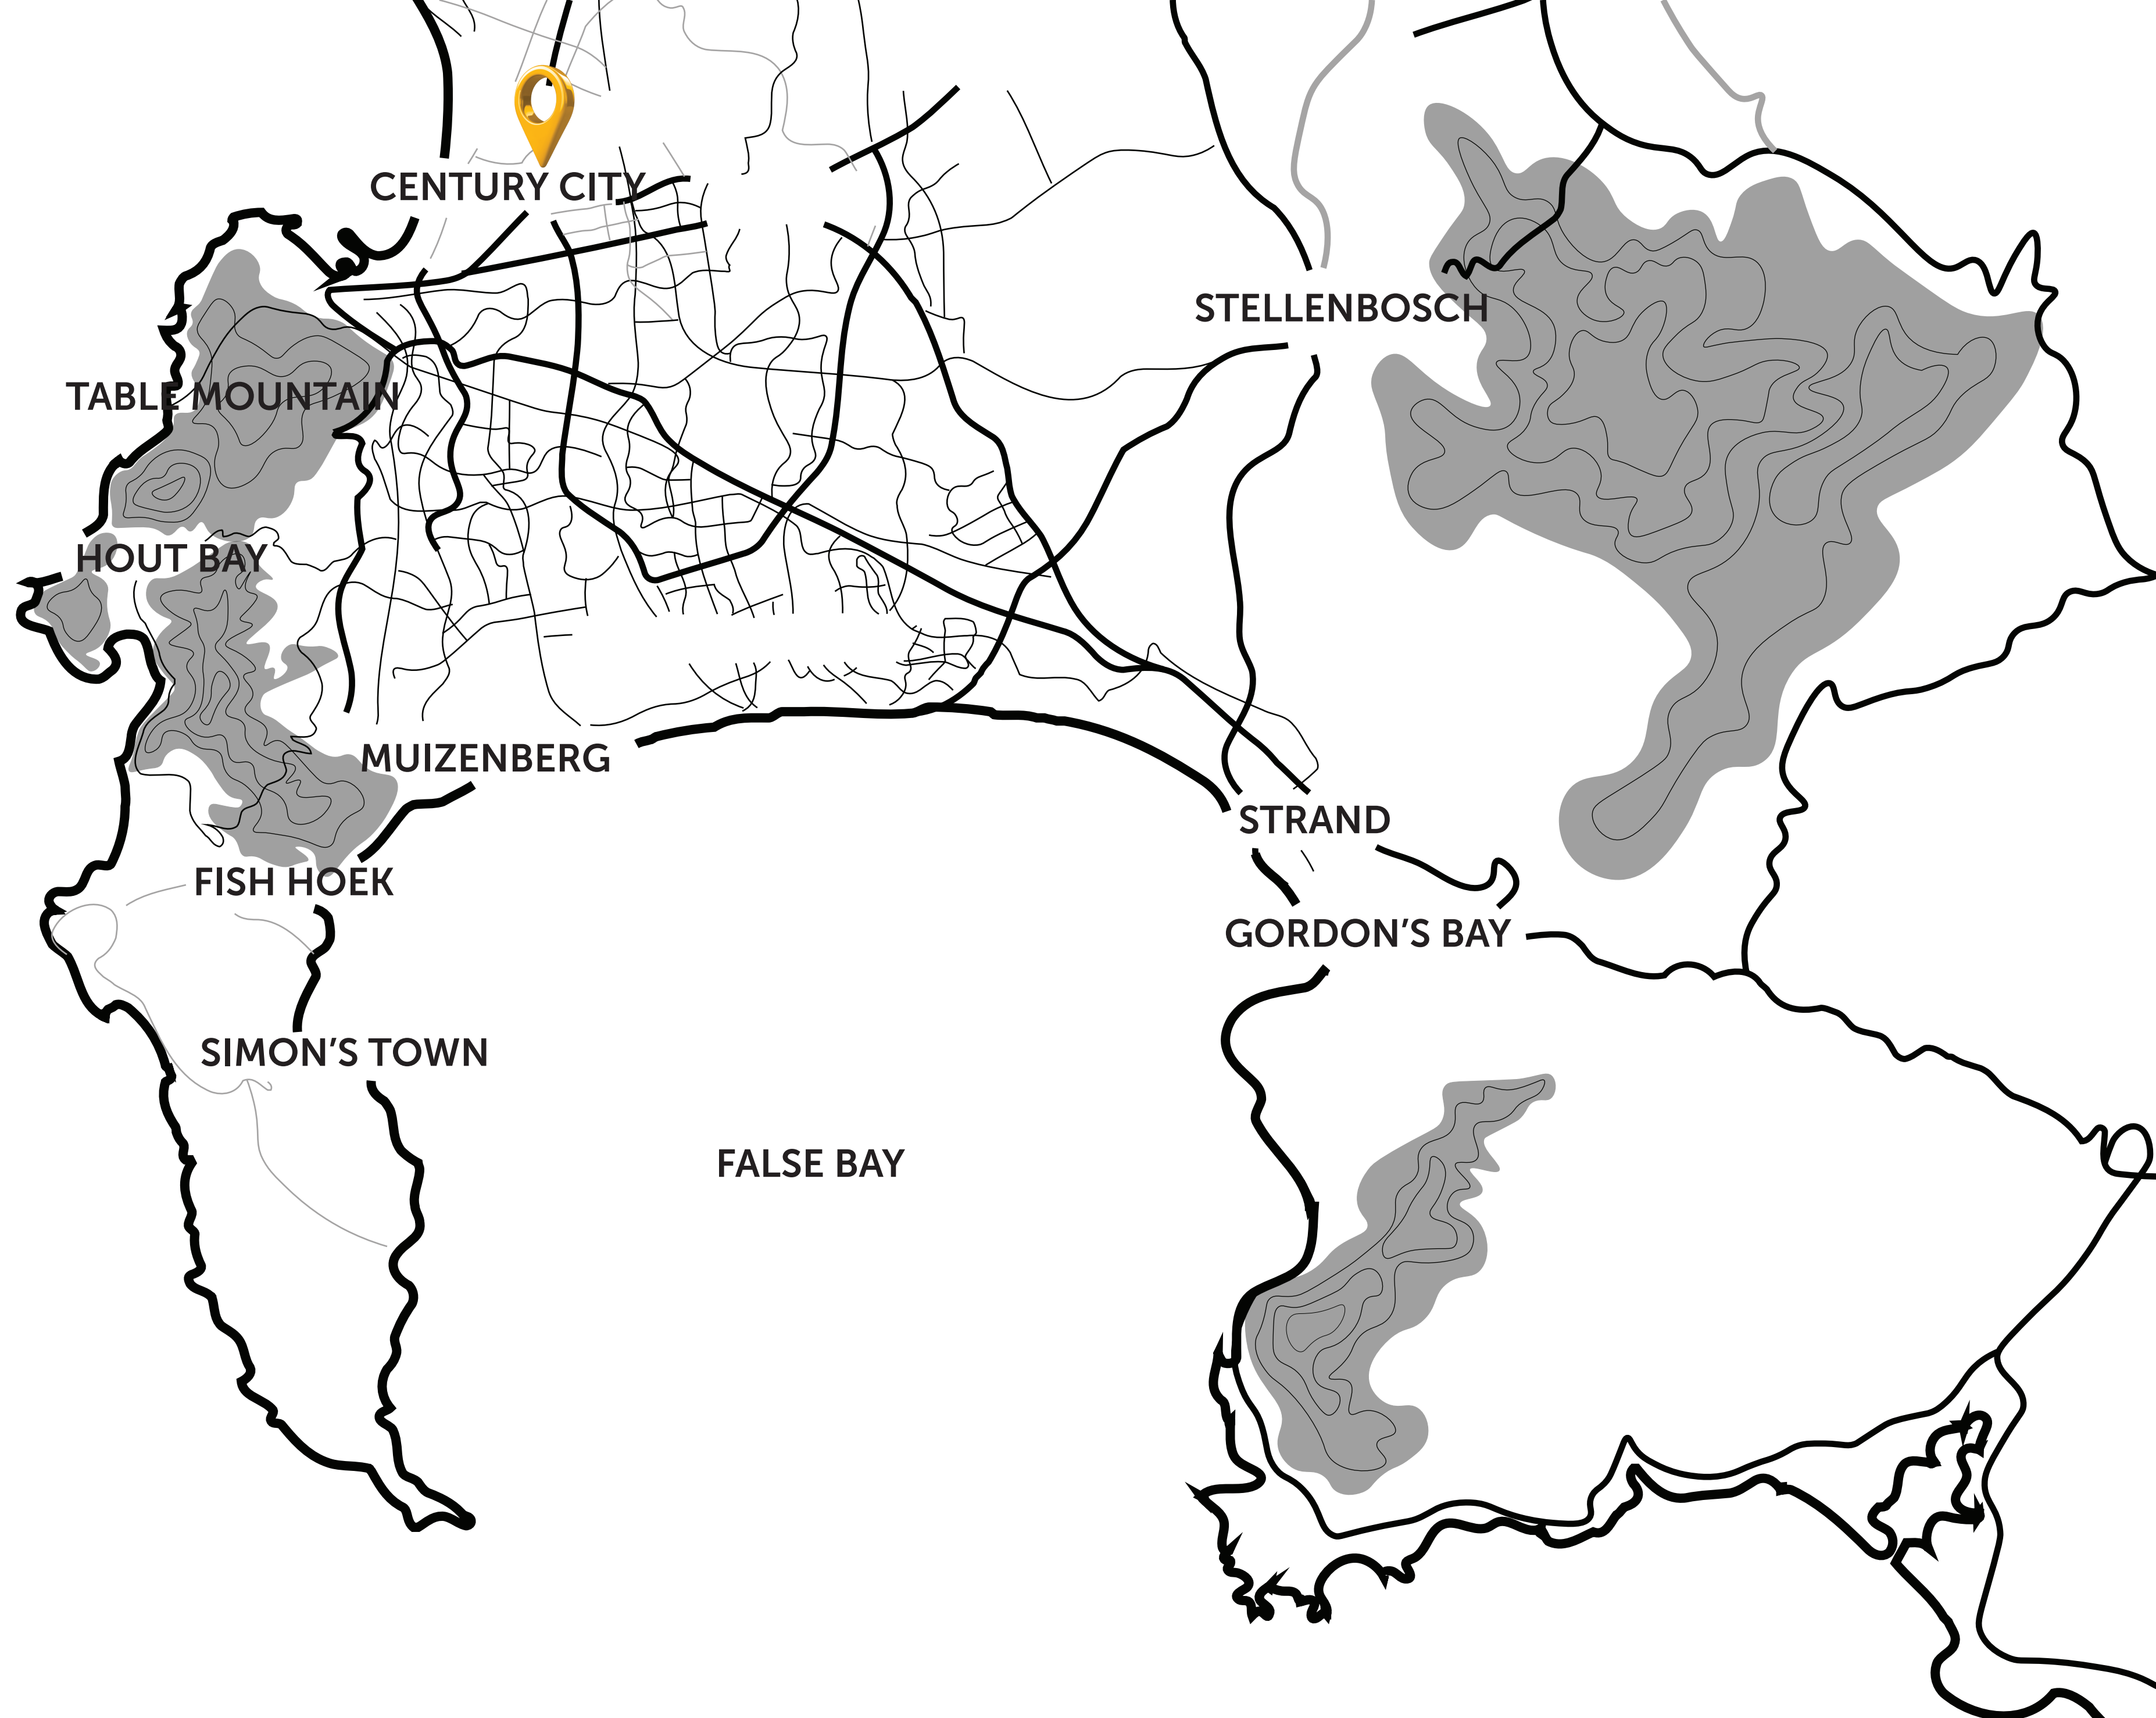 CENTURY CITY
STELLENBOSCH
TABLE MOUNTAIN
HOUT BAY
MUIZENBERG
STRAND
FISH HOEK
GORDON'S BAY
SIMON'S TOWN
FALSE BAY